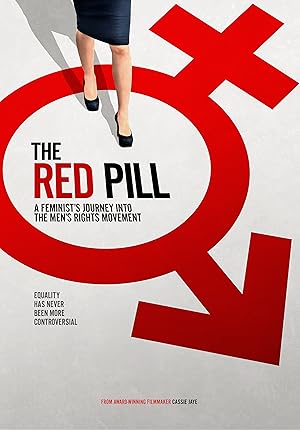 THE
RED PILL
A FEMINIST'S JOURNEY INTO
THE MEN'S RIGHTS MOVEMENT
EQUALITY
HAS NEVER
BEEN MORE
CONTROVERSIAL
FROM AWARD-WINNING FILMMAKER CASSIE JAYE